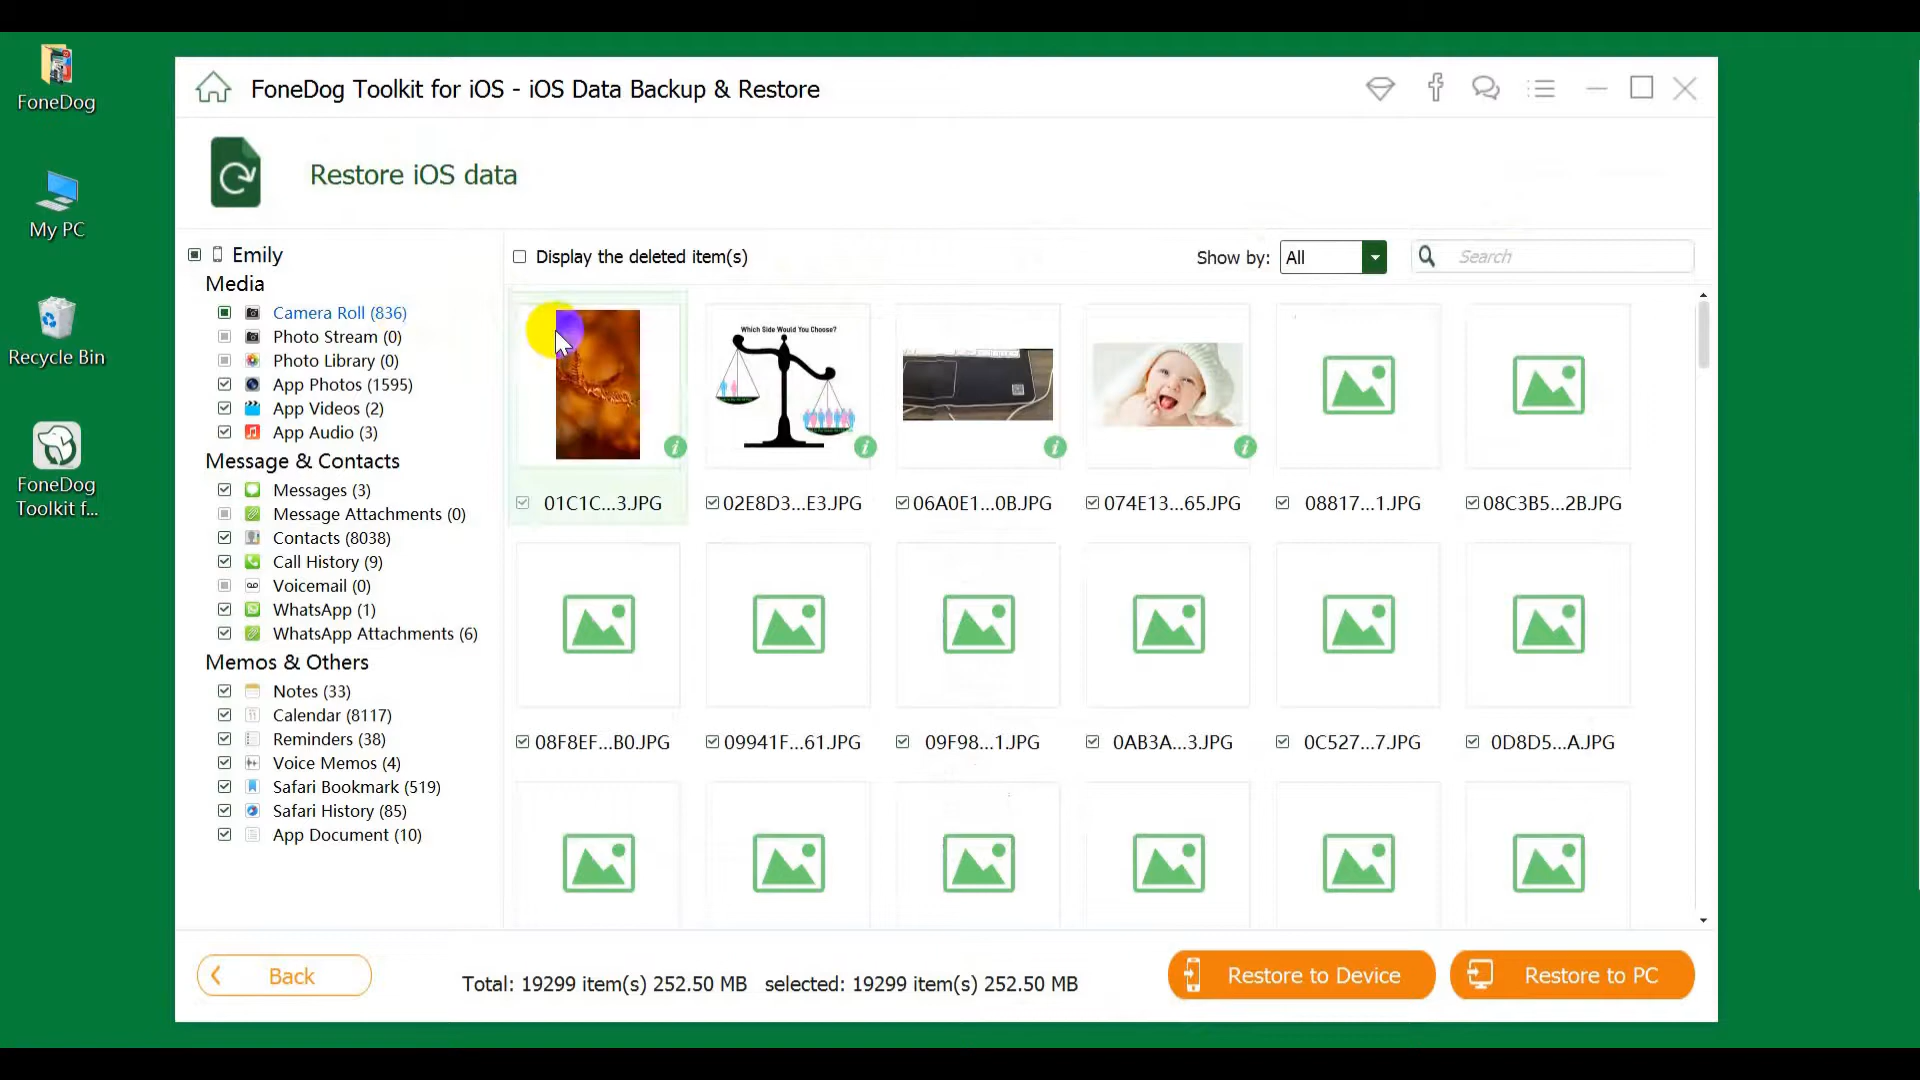 FoneDog
My PC
Recycle Bin
FoneDog
Toolkit f...
FoneDog Toolkit for iOS - iOS Data Backup & Restore
Restore iOS data
Emily
Media
Camera Roll (836)
Photo Stream (0)
Photo Library (0)
App Photos (1595)
App Videos (2)
App Audio (3)
Message & Contacts
Messages (3)
Message Attachments (0)
Contacts (8038)
Call History (9)
Voicemail (0)
WhatsApp (1)
WhatsApp Attachments (6)
Memos & Others
Notes (33)
Calendar (8117)
Reminders (38)
Voice Memos (4)
Safari Bookmark (519)
Safari History (85)
App Document (10)
Display the deleted item(s)
Show by: All
Search
Which Side Would You Choose?
01C1C...3.JPG
02E8D3...E3.JPG
06A0E1...0B.JPG
074E13...65.JPG
08817...1.JPG
08C3B5...2B.JPG
08F8EF...B0.JPG
09941F...61.JPG
09F98...1.JPG
0AB3A...3.JPG
0C527...7.JPG
0D8D5...A.JPG
Back
Total: 19299 item(s) 252.50 MB selected: 19299 item(s) 252.50 MB
Restore to Device
Restore to PC